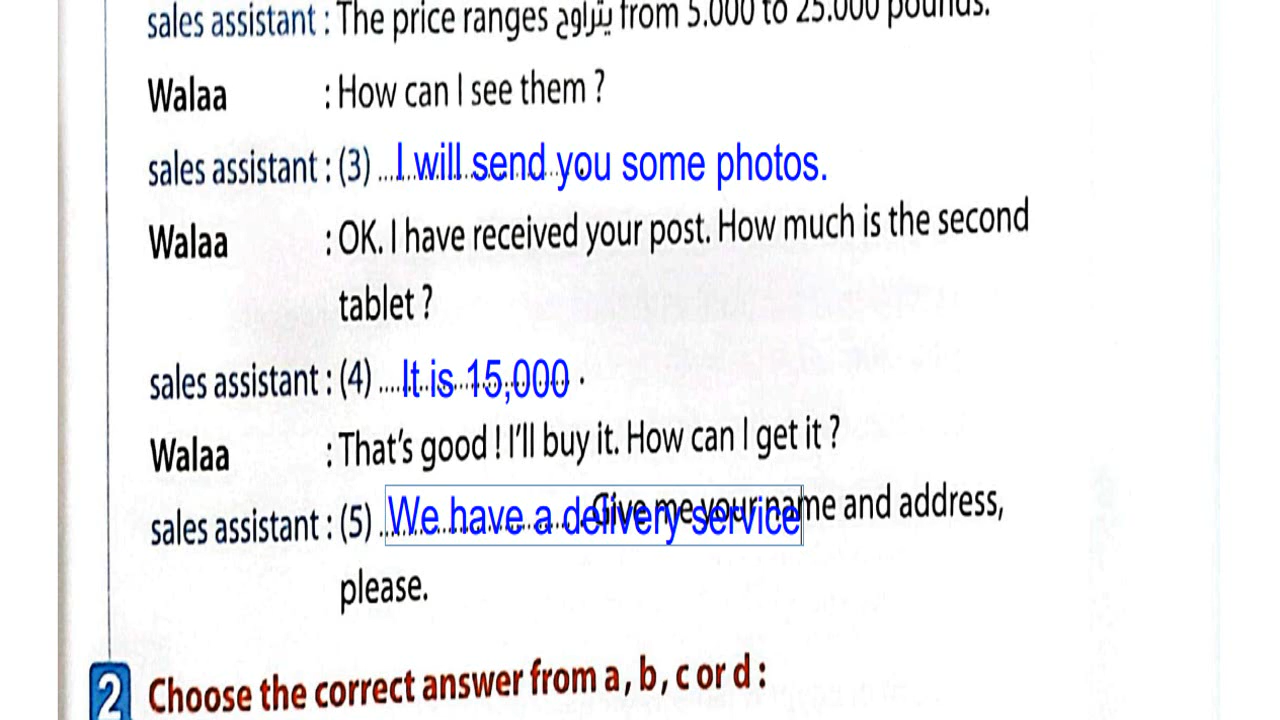 sales assistant : The price ranges يتراوح from 5.000 to 25.000 pounds.
Walaa : How can I see them ?
sales assistant : (3) ... I will send you some photos.
Walaa : OK. I have received your post. How much is the second
tablet ?
sales assistant : (4) ... It is 15,000 .
Walaa : That's good ! I'll buy it. How can I get it ?
sales assistant : (5) ... We have a delivery service . Give me your name and address,
please.
2 Choose the correct answer from a , b , c or d :